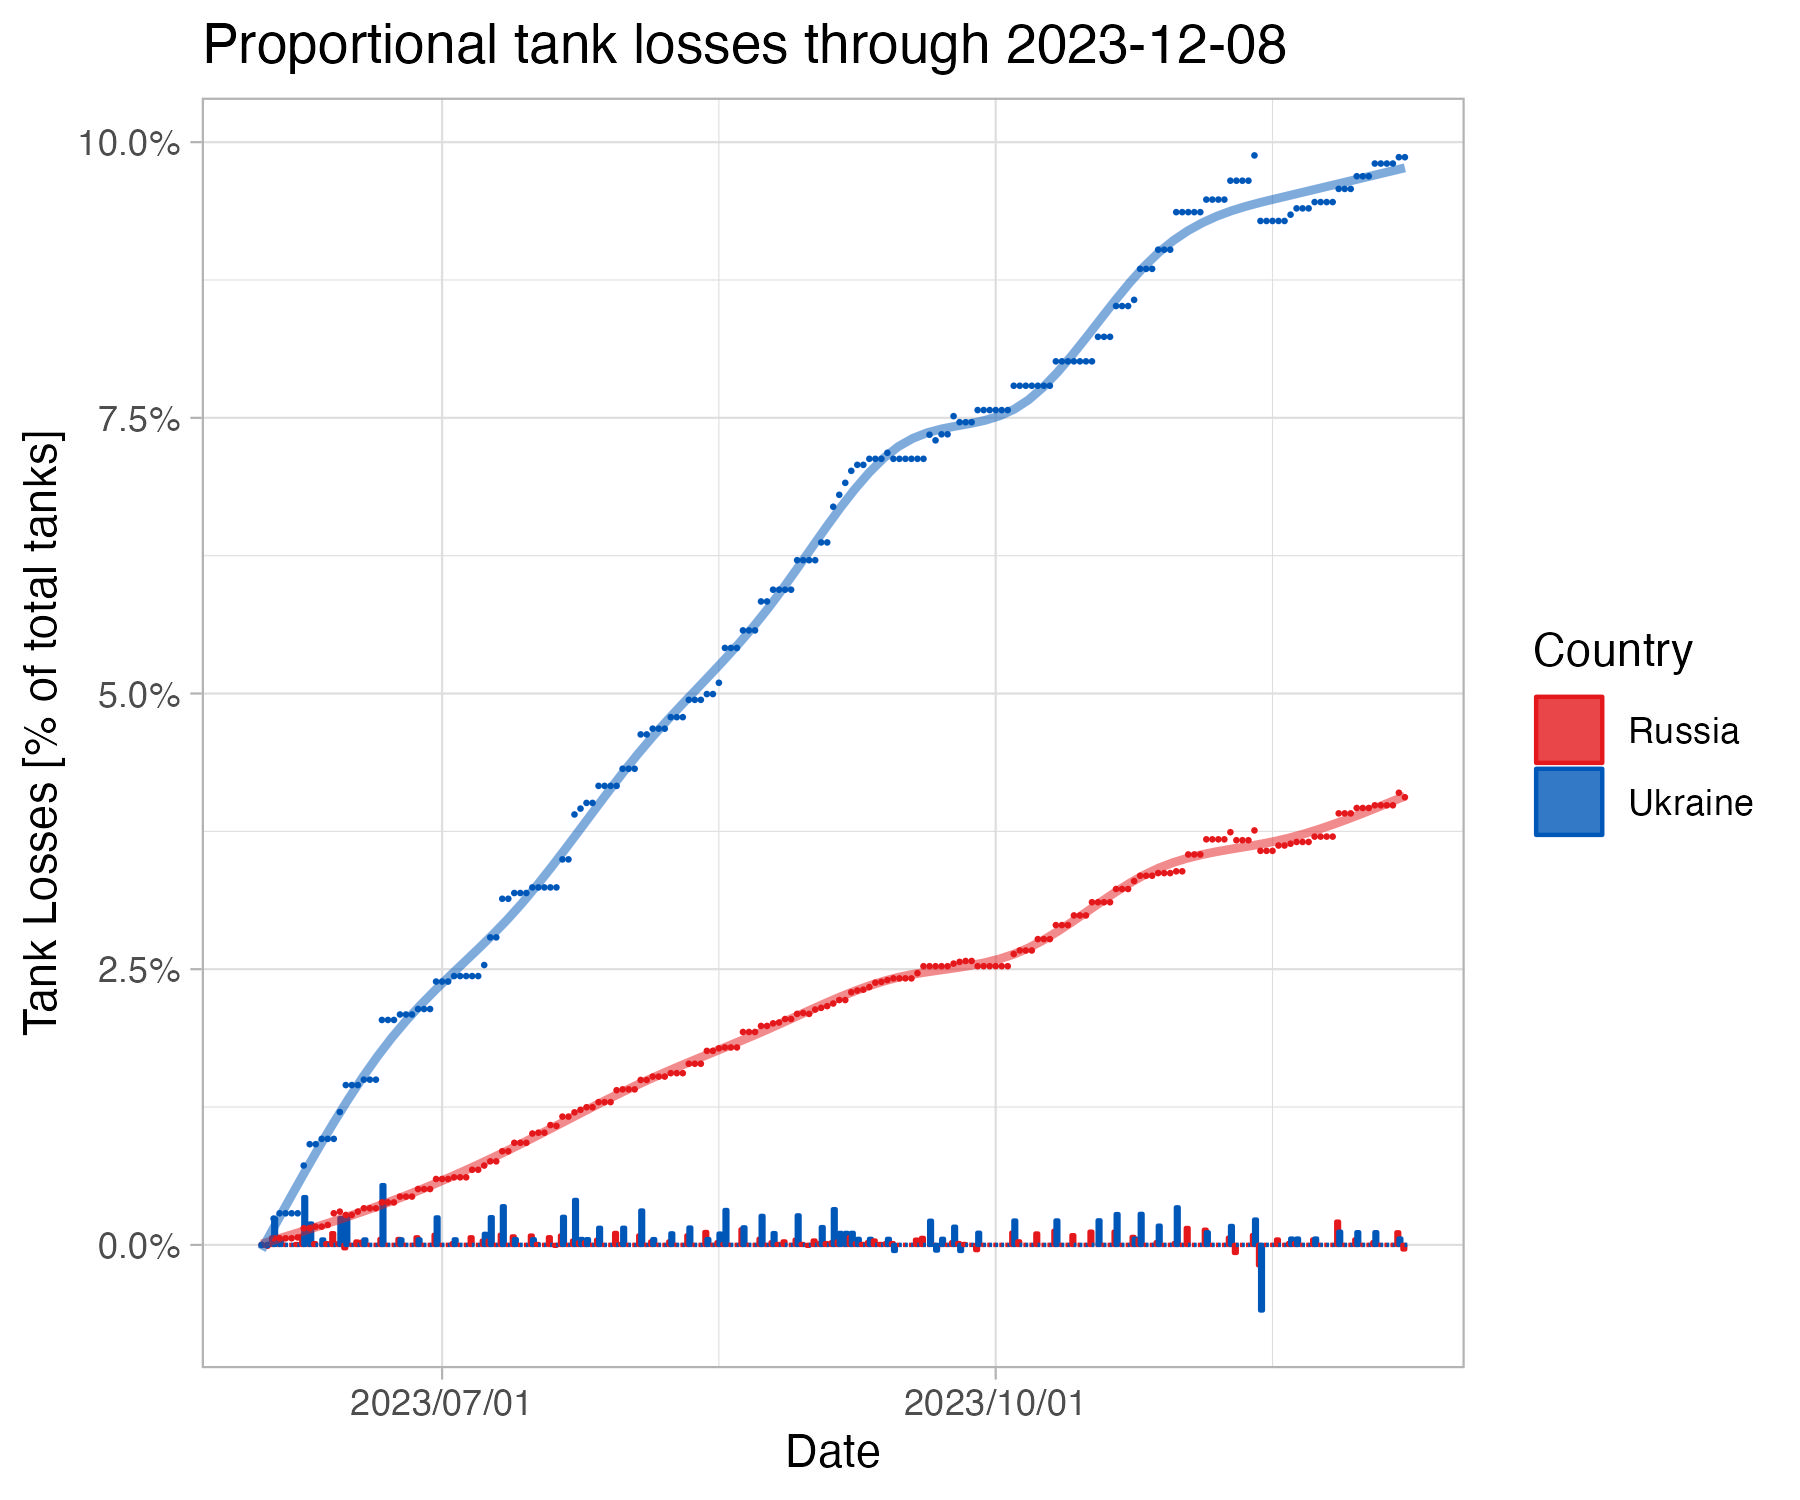 Proportional tank losses through 2023-12-08
Tank Losses [% of total tanks]
10.0%
7.5%
5.0%
2.5%
0.0%
2023/07/01
2023/10/01
Date
Country
Russia
Ukraine